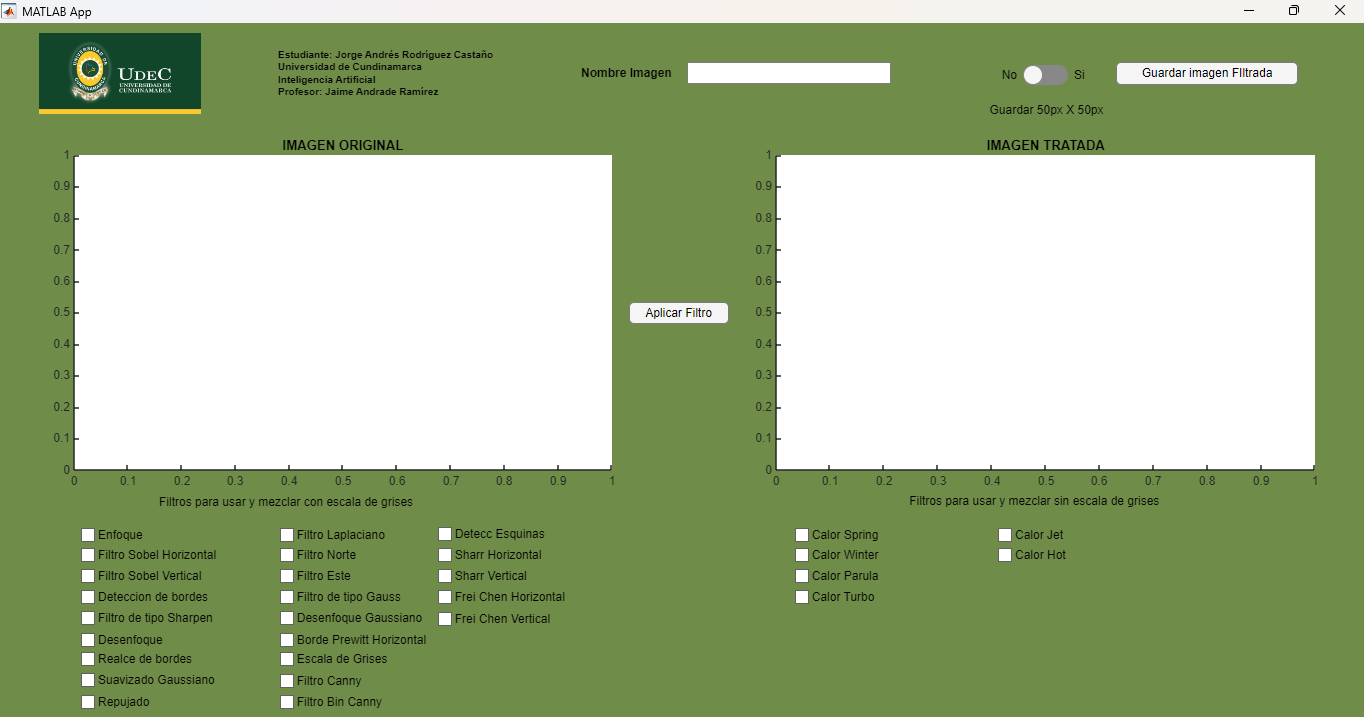 MATLAB App
UNIVERSIDAD DE
CUNDINAMARCA
UDEC
UNIVERSIDAD DE
CUNDINAMARCA
Estudiante: Jorge Andrés Rodríguez Castaño
Universidad de Cundinamarca
Inteligencia Artificial
Profesor: Jaime Andrade Ramírez
Nombre Imagen
No
Si
Guardar imagen FIltrada
Guardar 50px X 50px
IMAGEN ORIGINAL
1
0.9
0.8
0.7
0.6
0.5
0.4
0.3
0.2
0.1
0
0 0.1 0.2 0.3 0.4 0.5 0.6 0.7 0.8 0.9 1
Filtros para usar y mezclar con escala de grises
Aplicar Filtro
IMAGEN TRATADA
1
0.9
0.8
0.7
0.6
0.5
0.4
0.3
0.2
0.1
0
0 0.1 0.2 0.3 0.4 0.5 0.6 0.7 0.8 0.9 1
Filtros para usar y mezclar sin escala de grises
Enfoque
Filtro Sobel Horizontal
Filtro Sobel Vertical
Deteccion de bordes
Filtro de tipo Sharpen
Desenfoque
Realce de bordes
Suavizado Gaussiano
Repujado
Filtro Laplaciano
Filtro Norte
Filtro Este
Filtro de tipo Gauss
Desenfoque Gaussiano
Borde Prewitt Horizontal
Escala de Grises
Filtro Canny
Filtro Bin Canny
Detecc Esquinas
Sharr Horizontal
Sharr Vertical
Frei Chen Horizontal
Frei Chen Vertical
Calor Spring
Calor Winter
Calor Parula
Calor Turbo
Calor Jet
Calor Hot